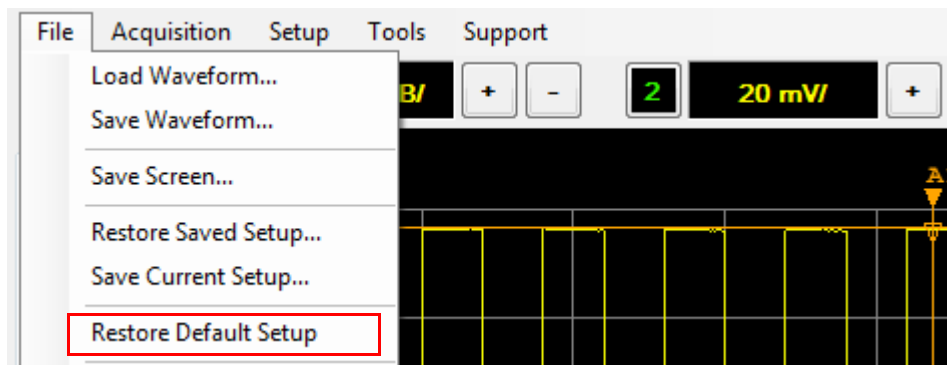 File Acquisition Setup Tools Support
Load Waveform...
B/ + - 2 20 mV/ +
Save Waveform...
Save Screen...
A
Restore Saved Setup...
Save Current Setup...
Restore Default Setup